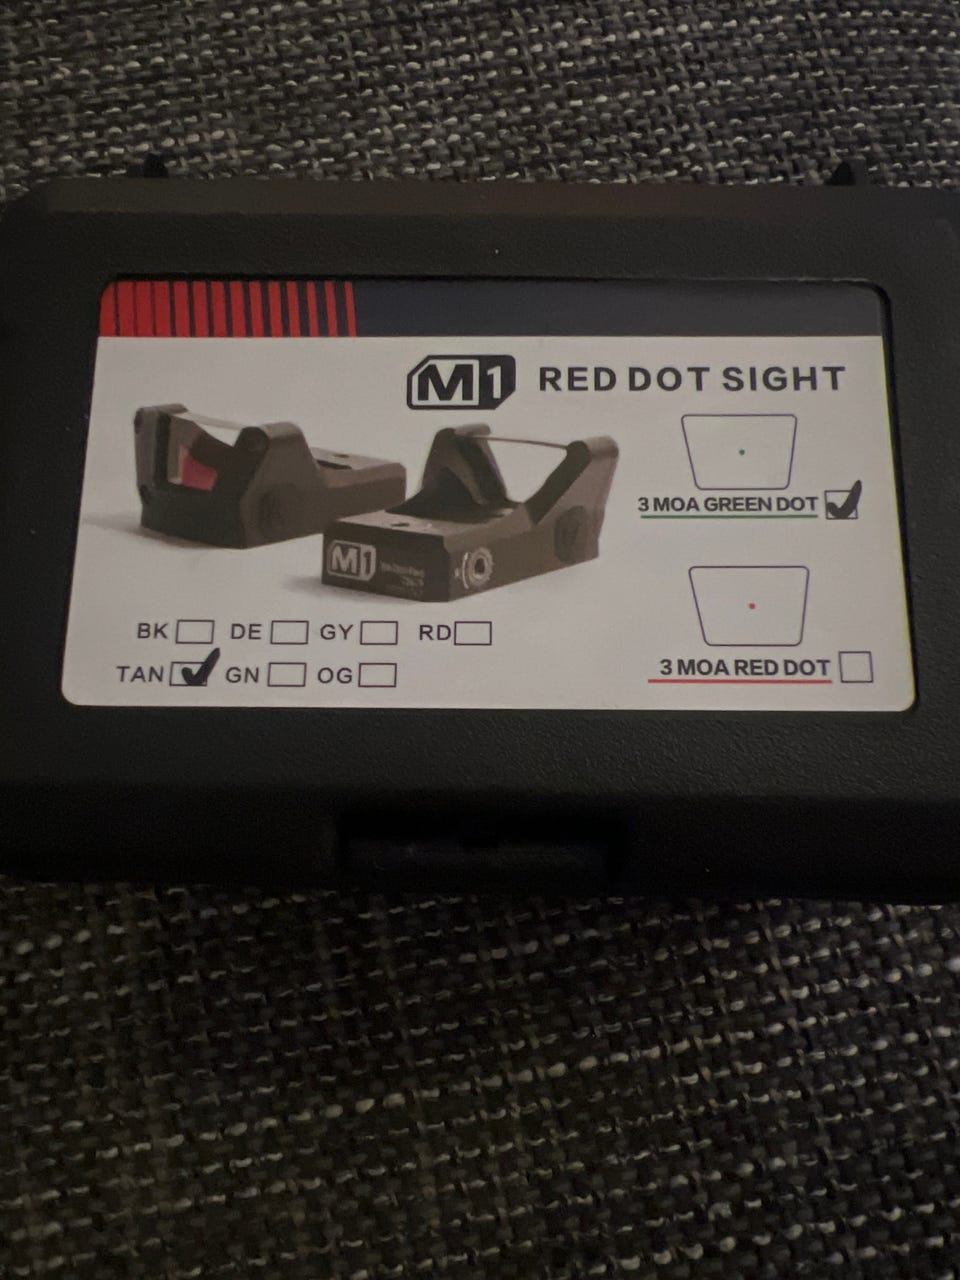 M1 RED DOT SIGHT
3 MOA GREEN DOT
M1
BK DE GY RD
TAN GN OG
3 MOA RED DOT